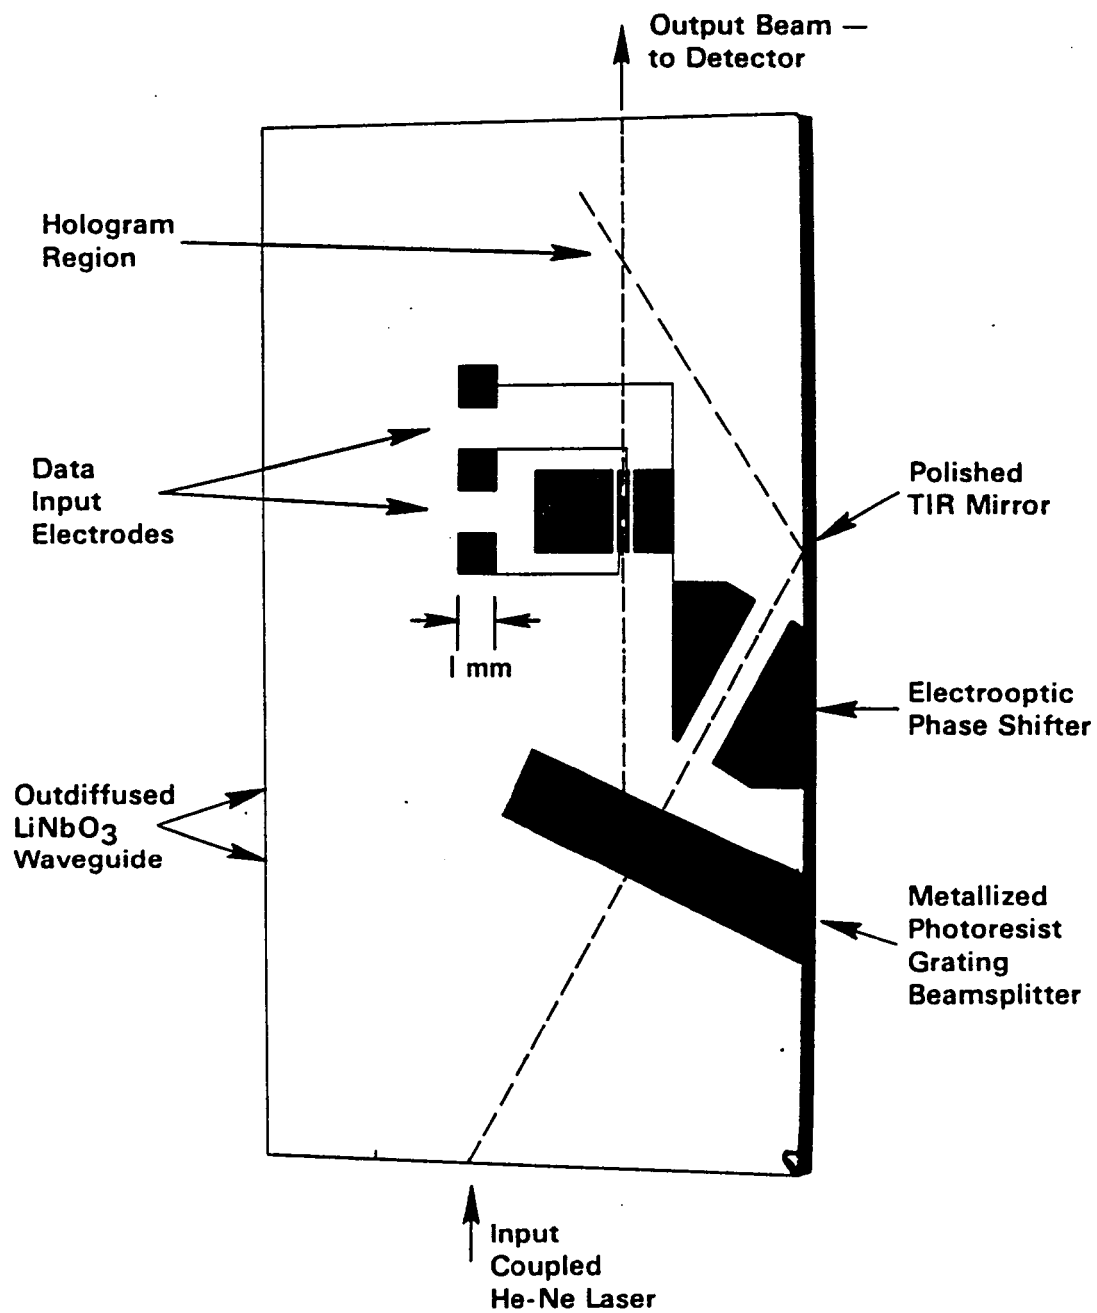 Output Beam —
to Detector
Hologram
Region
Data
Input
Electrodes
Polished
TIR Mirror
1 mm
Electrooptic
Phase Shifter
Outdiffused
LiNbO3
Waveguide
Metallized
Photoresist
Grating
Beamsplitter
Input
Coupled
He-Ne Laser